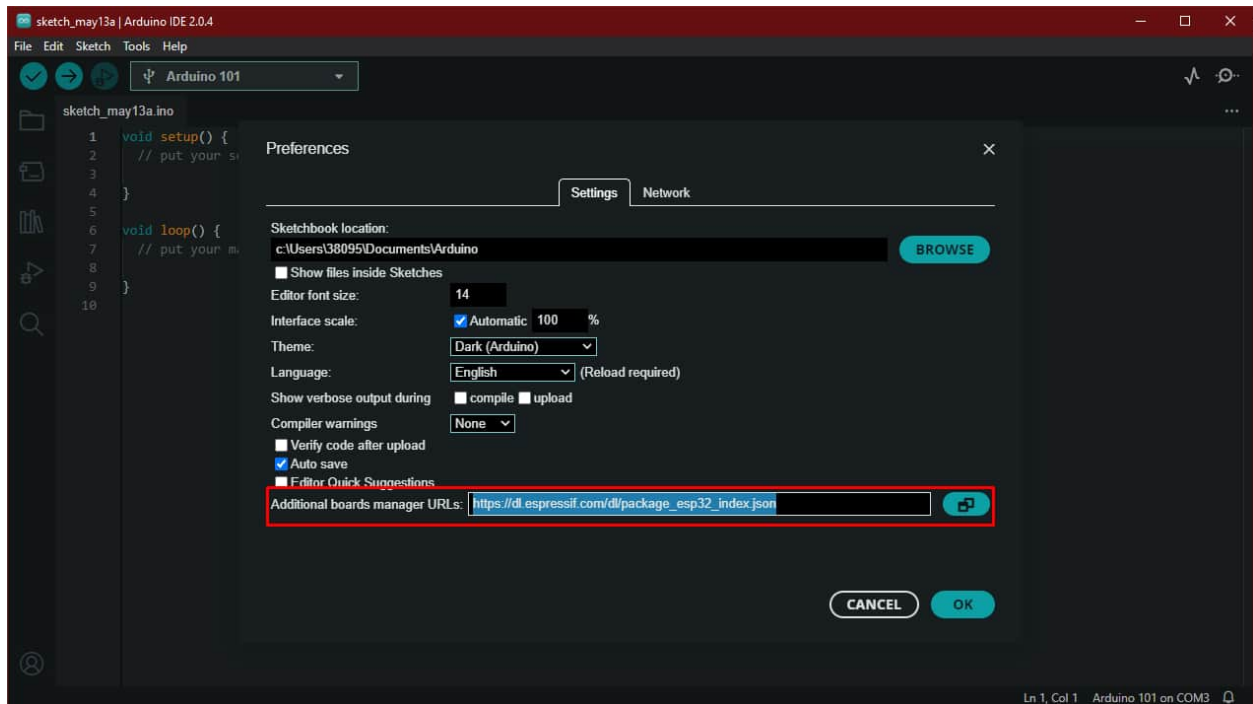 sketch_may13a | Arduino IDE 2.0.4
File Edit Sketch Tools Help
Arduino 101
sketch_may13a.ino
1 void setup() {
2 // put your s
3
4 }
5
6 void loop() {
7 // put your m
8
9 }
10
Preferences
Settings Network
Sketchbook location:
c:\Users\38095\Documents\Arduino BROWSE
Show files inside Sketches
Editor font size: 14
Interface scale: Automatic 100 %
Theme: Dark (Arduino)
Language: English (Reload required)
Show verbose output during compile upload
Compiler warnings None
Verify code after upload
Auto save
Editor Quick Suggestions
Additional boards manager URLs: https://dl.espressif.com/dl/package_esp32_index.json
CANCEL OK
Ln 1, Col 1 Arduino 101 on COM3